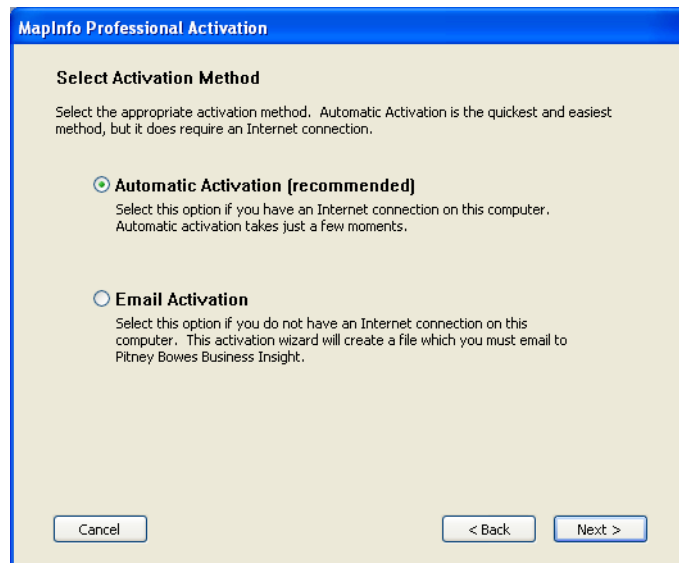 MapInfo Professional Activation
Select Activation Method
Select the appropriate activation method. Automatic Activation is the quickest and easiest
method, but it does require an Internet connection.
Automatic Activation (recommended)
Select this option if you have an Internet connection on this computer.
Automatic activation takes just a few moments.
Email Activation
Select this option if you do not have an Internet connection on this
computer. This activation wizard will create a file which you must email to
Pitney Bowes Business Insight.
Cancel
< Back
Next >